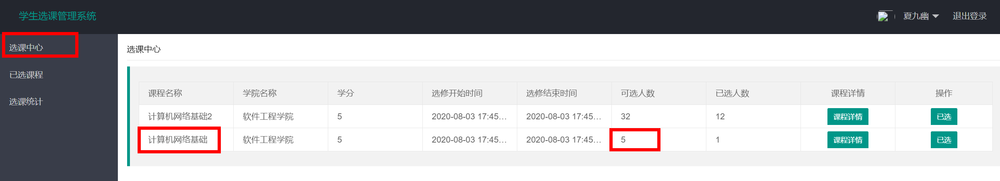 学生选课管理系统
夏九幽 退出登录
选课中心
已选课程
选课统计
选课中心
课程名称 学院名称 学分 选修开始时间 选修结束时间 可选人数 已选人数 课程详情 操作
计算机网络基础2 软件工程学院 5 2020-08-03 17:45... 2020-08-03 17:45... 32 12 课程详情 已选
计算机网络基础 软件工程学院 5 2020-08-03 17:45... 2020-08-03 17:45... 5 1 课程详情 已选